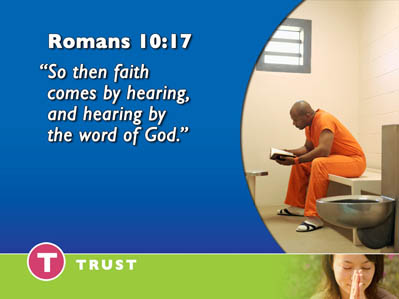 Romans 10:17
“So then faith
comes by hearing,
and hearing by
the word of God.”
T TRUST